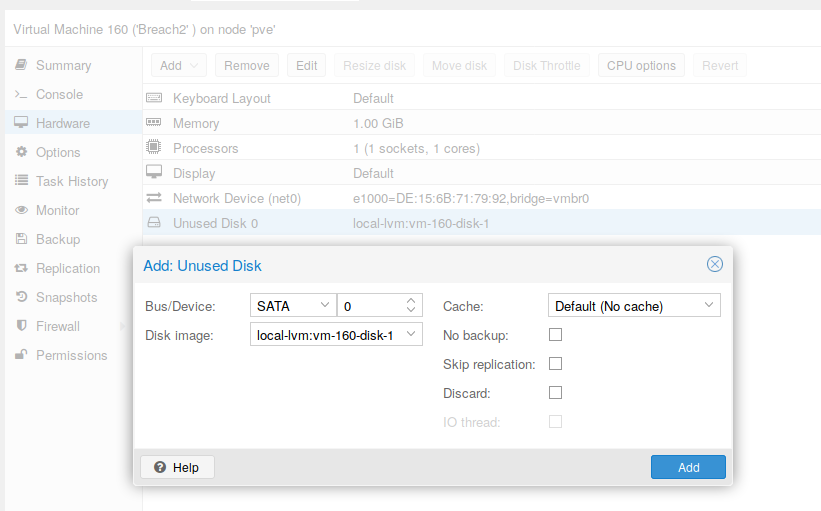 Virtual Machine 160 ('Breach2' ) on node 'pve'
Summary
Console
Hardware
Options
Task History
Monitor
Backup
Replication
Snapshots
Firewall
Permissions
Add Remove Edit Resize disk Move disk Disk Throttle CPU options Revert
Keyboard Layout Default
Memory 1.00 GiB
Processors 1 (1 sockets, 1 cores)
Display Default
Network Device (net0) e1000=DE:15:6B:71:79:92,bridge=vmbr0
Unused Disk 0 local-lvm:vm-160-disk-1
Add: Unused Disk
Bus/Device: SATA 0 Cache: Default (No cache)
Disk image: local-lvm:vm-160-disk-1 No backup:
Skip replication:
Discard:
IO thread:
Help Add